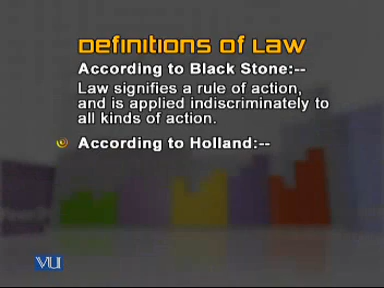 Definitions of Law
According to Black Stone:--
Law signifies a rule of action,
and is applied indiscriminately to
all kinds of action.
According to Holland:--
VU